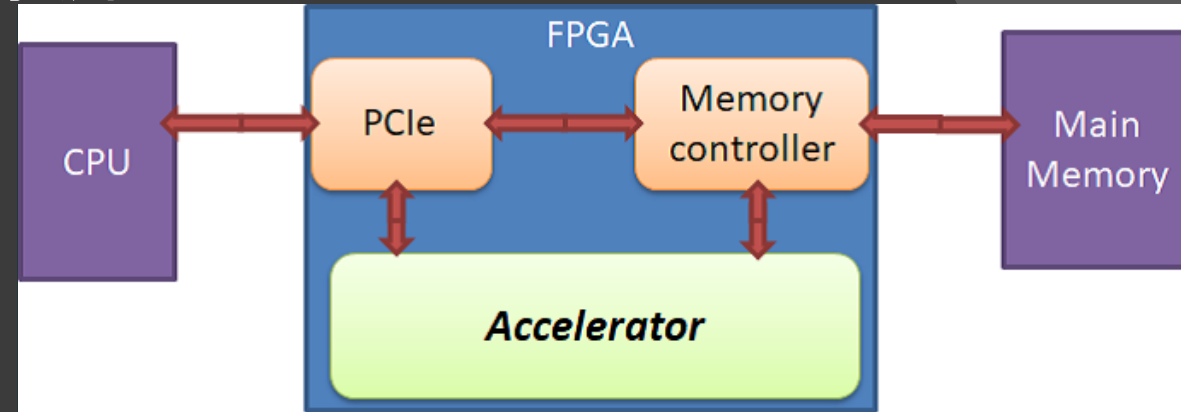 FPGA
CPU
PCIe
Memory
controller
Main
Memory
Accelerator